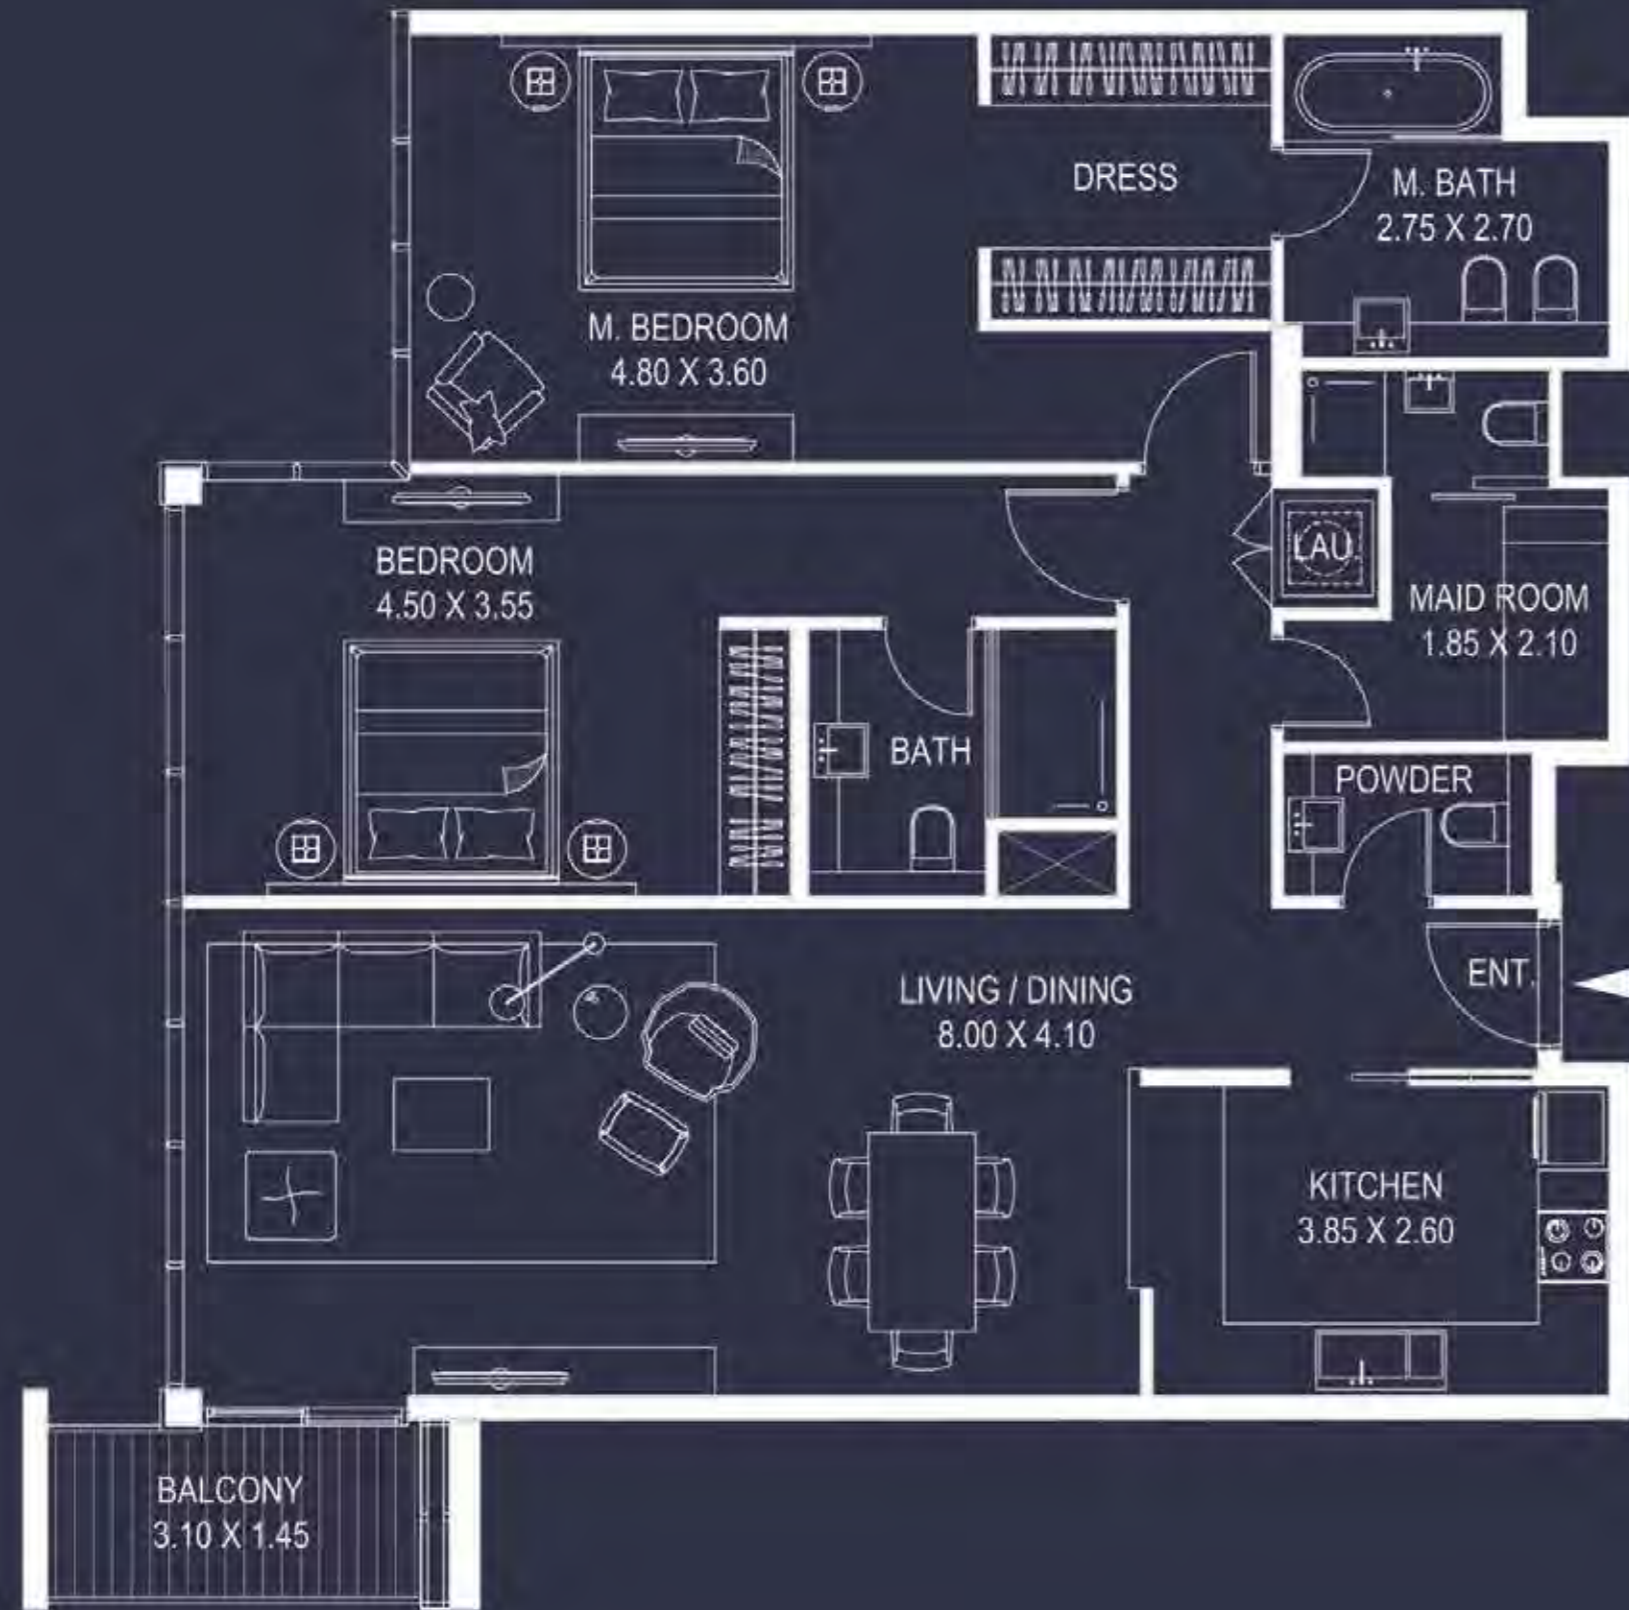 DRESS
M. BATH
2.75 X 2.70
M. BEDROOM
4.80 X 3.60
BEDROOM
4.50 X 3.55
LAU.
MAID ROOM
1.85 X 2.10
BATH
POWDER
LIVING / DINING
8.00 X 4.10
ENT.
KITCHEN
3.85 X 2.60
BALCONY
3.10 X 1.45